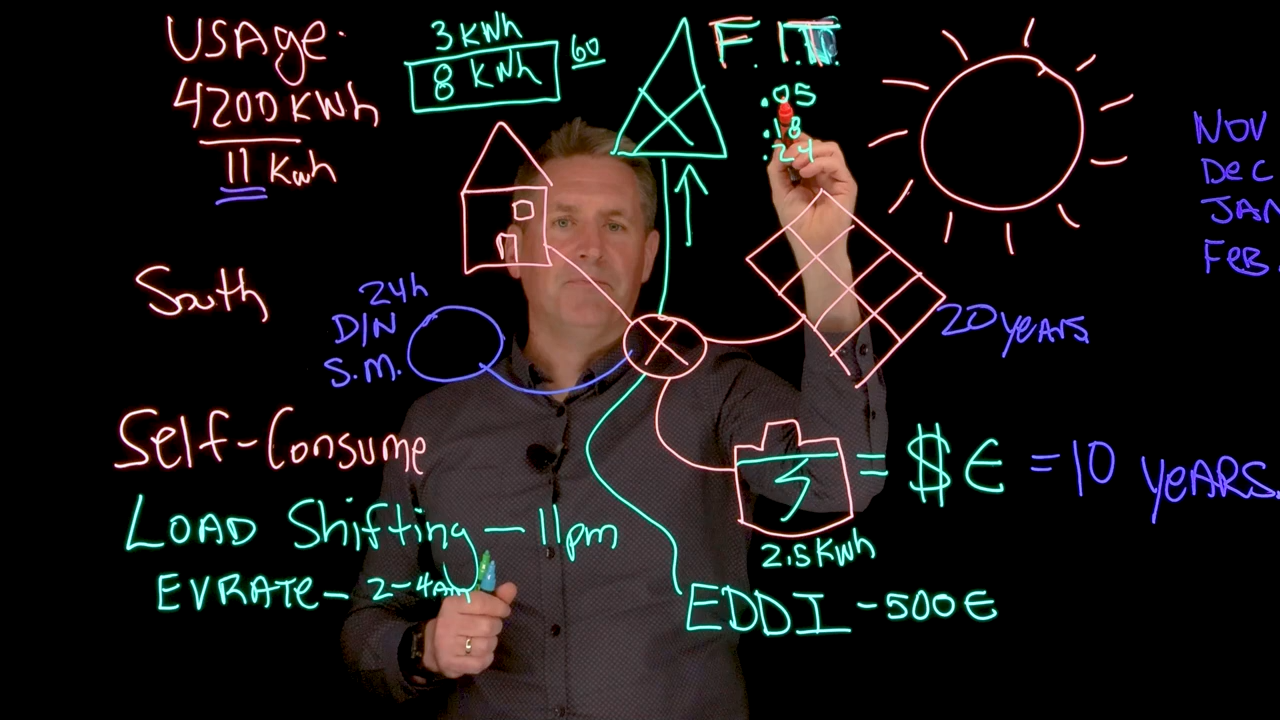 USAge.
4200 KWh
11 Kwh
3 KWh
8 KWh
60
F.I.T.
.05
.18
.24
NOV
Dec
JAN
FeB.
South
24h
D/N
S.M.
20 years
Self-Consume
= $ € = 10 YeARS.
LOAD Shifting - 11pm
2.5 KWh
EVRATe - 2-4Am
EDDI - 500€